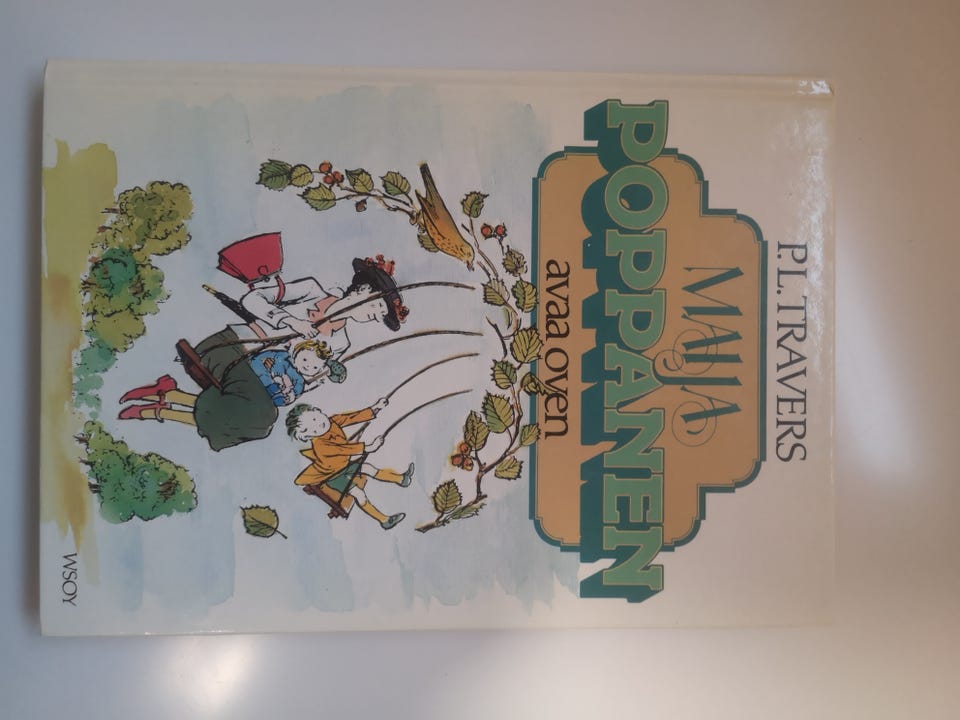 P.L. TRAVERS
MAIJA
POPPANEN
avaa oven
WSOY